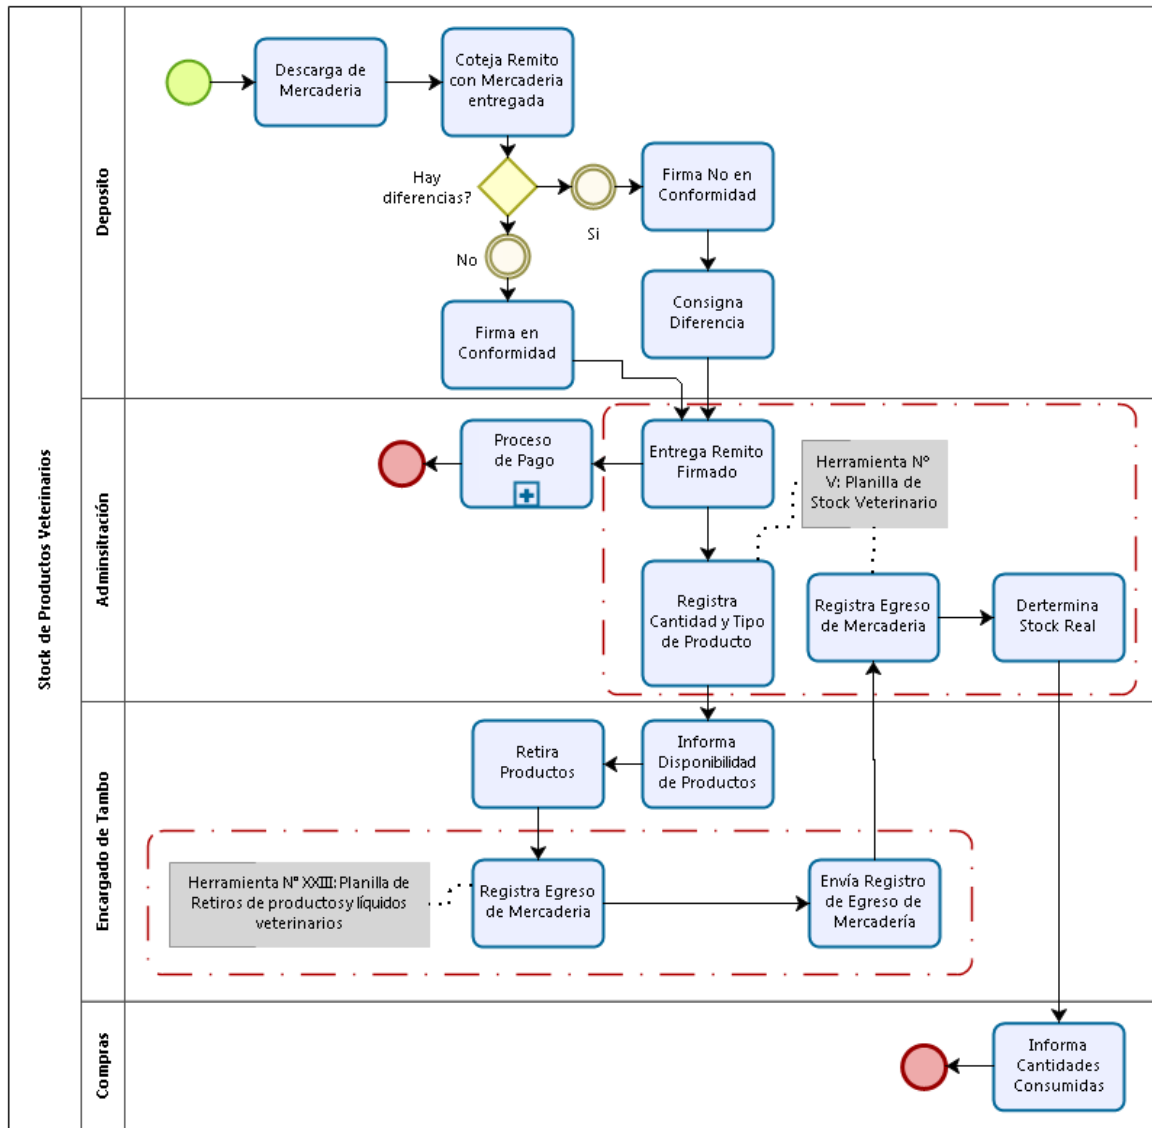 Stock de Productos Veterinarios
Deposito
Descarga de
Mercaderia
Coteja Remito
con Mercaderia
entregada
Hay
diferencias?
Si
No
Firma No en
Conformidad
Consigna
Diferencia
Firma en
Conformidad
Adminsitración
Proceso
de Pago
Entrega Remito
Firmado
Herramienta N°
V: Planilla de
Stock Veterinario
Registra
Cantidad y Tipo
de Producto
Registra Egreso
de Mercaderia
Dertermina
Stock Real
Encargado de Tambo
Retira
Productos
Informa
Disponibilidad
de Productos
Herramienta N° XXIII: Planilla de
Retiros de productos y líquidos
veterinarios
Registra Egreso
de Mercaderia
Envía Registro
de Egreso de
Mercadería
Compras
Informa
Cantidades
Consumidas